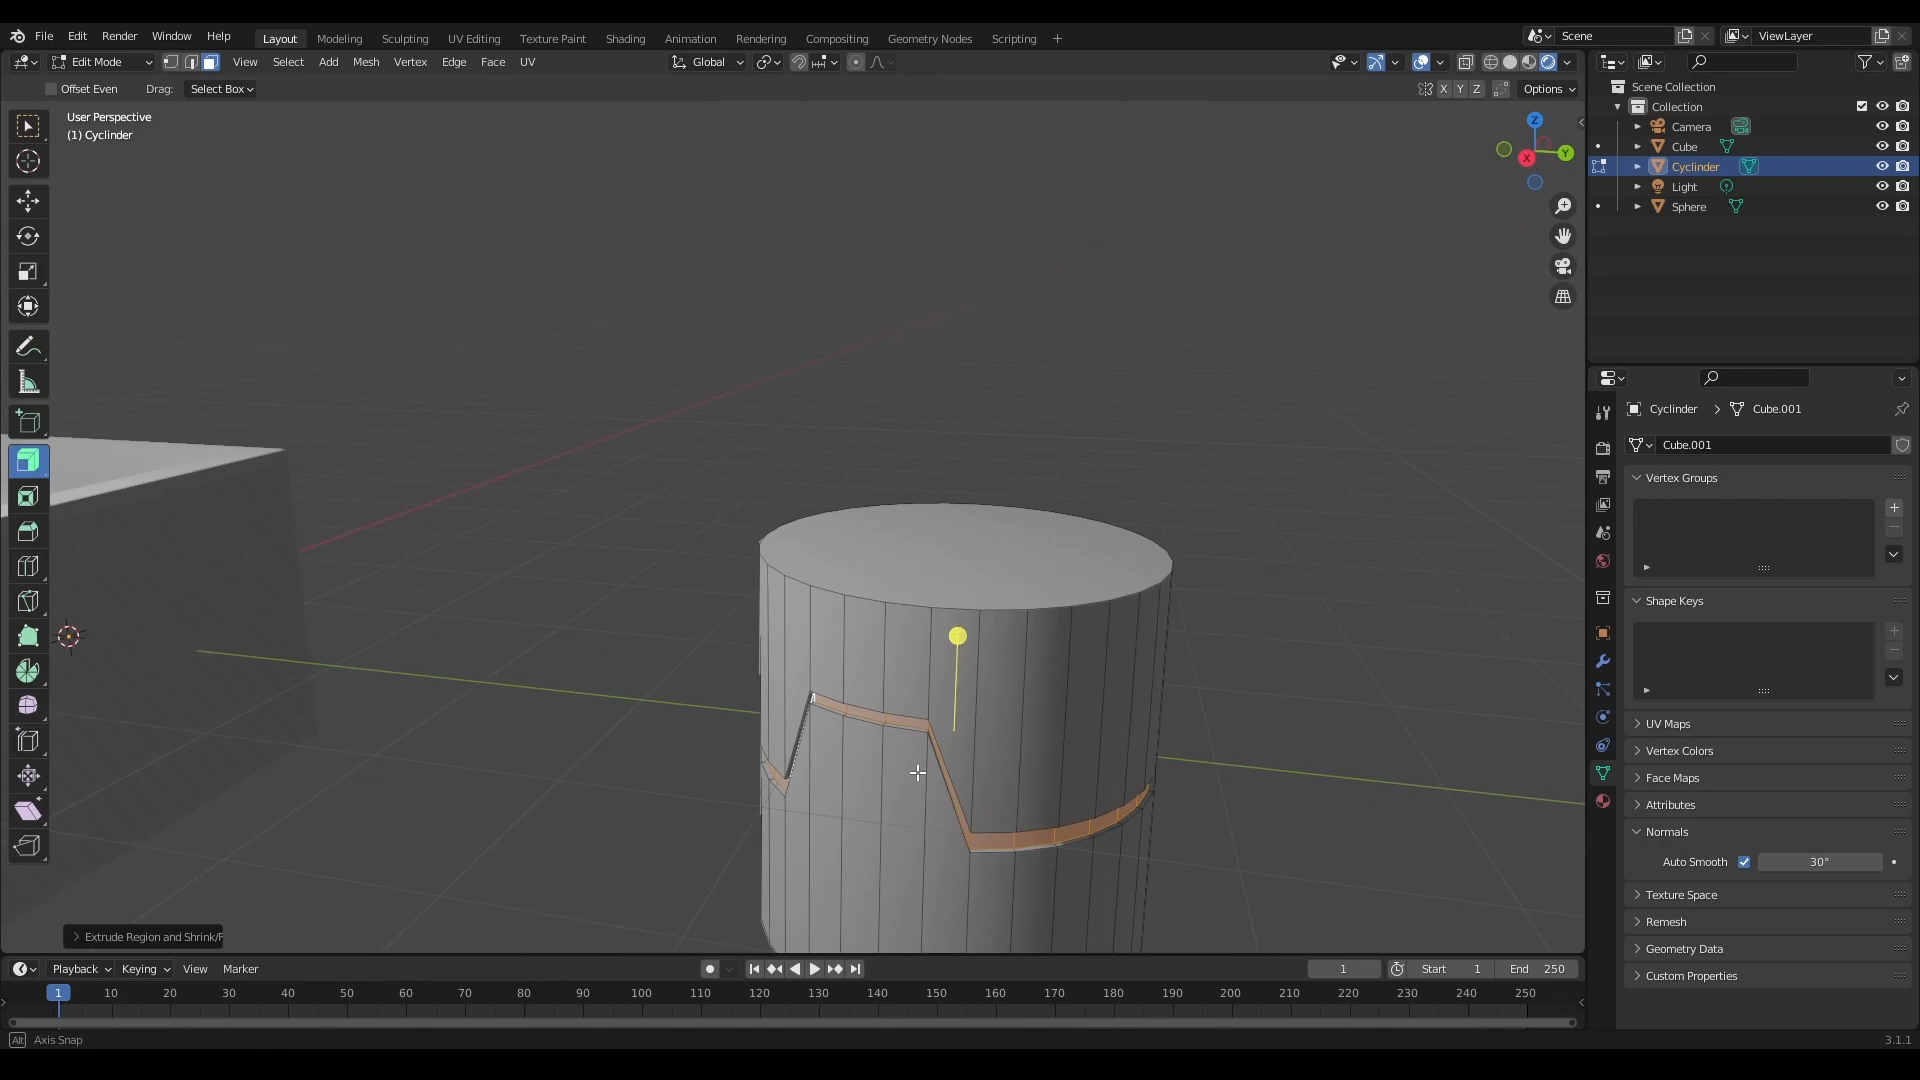 File Edit Render Window Help Layout Modeling Sculpting UV Editing Texture Paint Shading Animation Rendering Compositing Geometry Nodes Scripting + Scene ViewLayer
Edit Mode View Select Add Mesh Vertex Edge Face UV Global
Offset Even Drag: Select Box X Y Z Options
User Perspective
(1) Cyclinder
Z
Y
X
Scene Collection
Collection
Camera
Cube
Cyclinder
Light
Sphere
Cyclinder > Cube.001
Cube.001
Vertex Groups
Shape Keys
UV Maps
Vertex Colors
Face Maps
Attributes
Normals
Auto Smooth 30°
Texture Space
Remesh
Geometry Data
Custom Properties
Extrude Region and Shrink/F
Playback Keying View Marker 1 Start 1 End 250
1 10 20 30 40 50 60 70 80 90 100 110 120 130 140 150 160 170 180 190 200 210 220 230 240 250
Alt Axis Snap 3.1.1